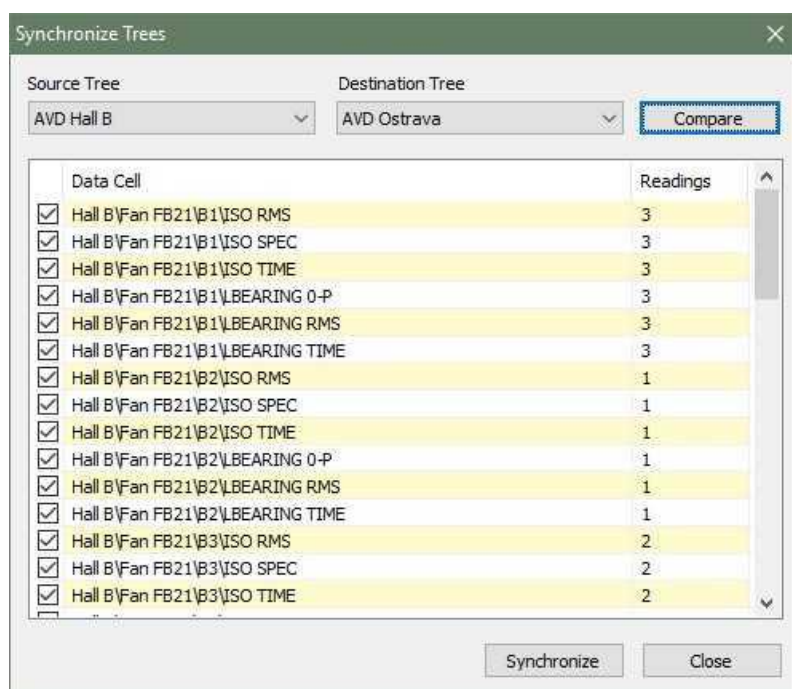 Synchronize Trees
Source Tree Destination Tree
AVD Hall B AVD Ostrava Compare
Data Cell Readings
Hall B\Fan FB21\B1\ISO RMS 3
Hall B\Fan FB21\B1\ISO SPEC 3
Hall B\Fan FB21\B1\ISO TIME 3
Hall B\Fan FB21\B1\LBEARING 0-P 3
Hall B\Fan FB21\B1\LBEARING RMS 3
Hall B\Fan FB21\B1\LBEARING TIME 3
Hall B\Fan FB21\B2\ISO RMS 1
Hall B\Fan FB21\B2\ISO SPEC 1
Hall B\Fan FB21\B2\ISO TIME 1
Hall B\Fan FB21\B2\LBEARING 0-P 1
Hall B\Fan FB21\B2\LBEARING RMS 1
Hall B\Fan FB21\B2\LBEARING TIME 1
Hall B\Fan FB21\B3\ISO RMS 2
Hall B\Fan FB21\B3\ISO SPEC 2
Hall B\Fan FB21\B3\ISO TIME 2
Synchronize Close